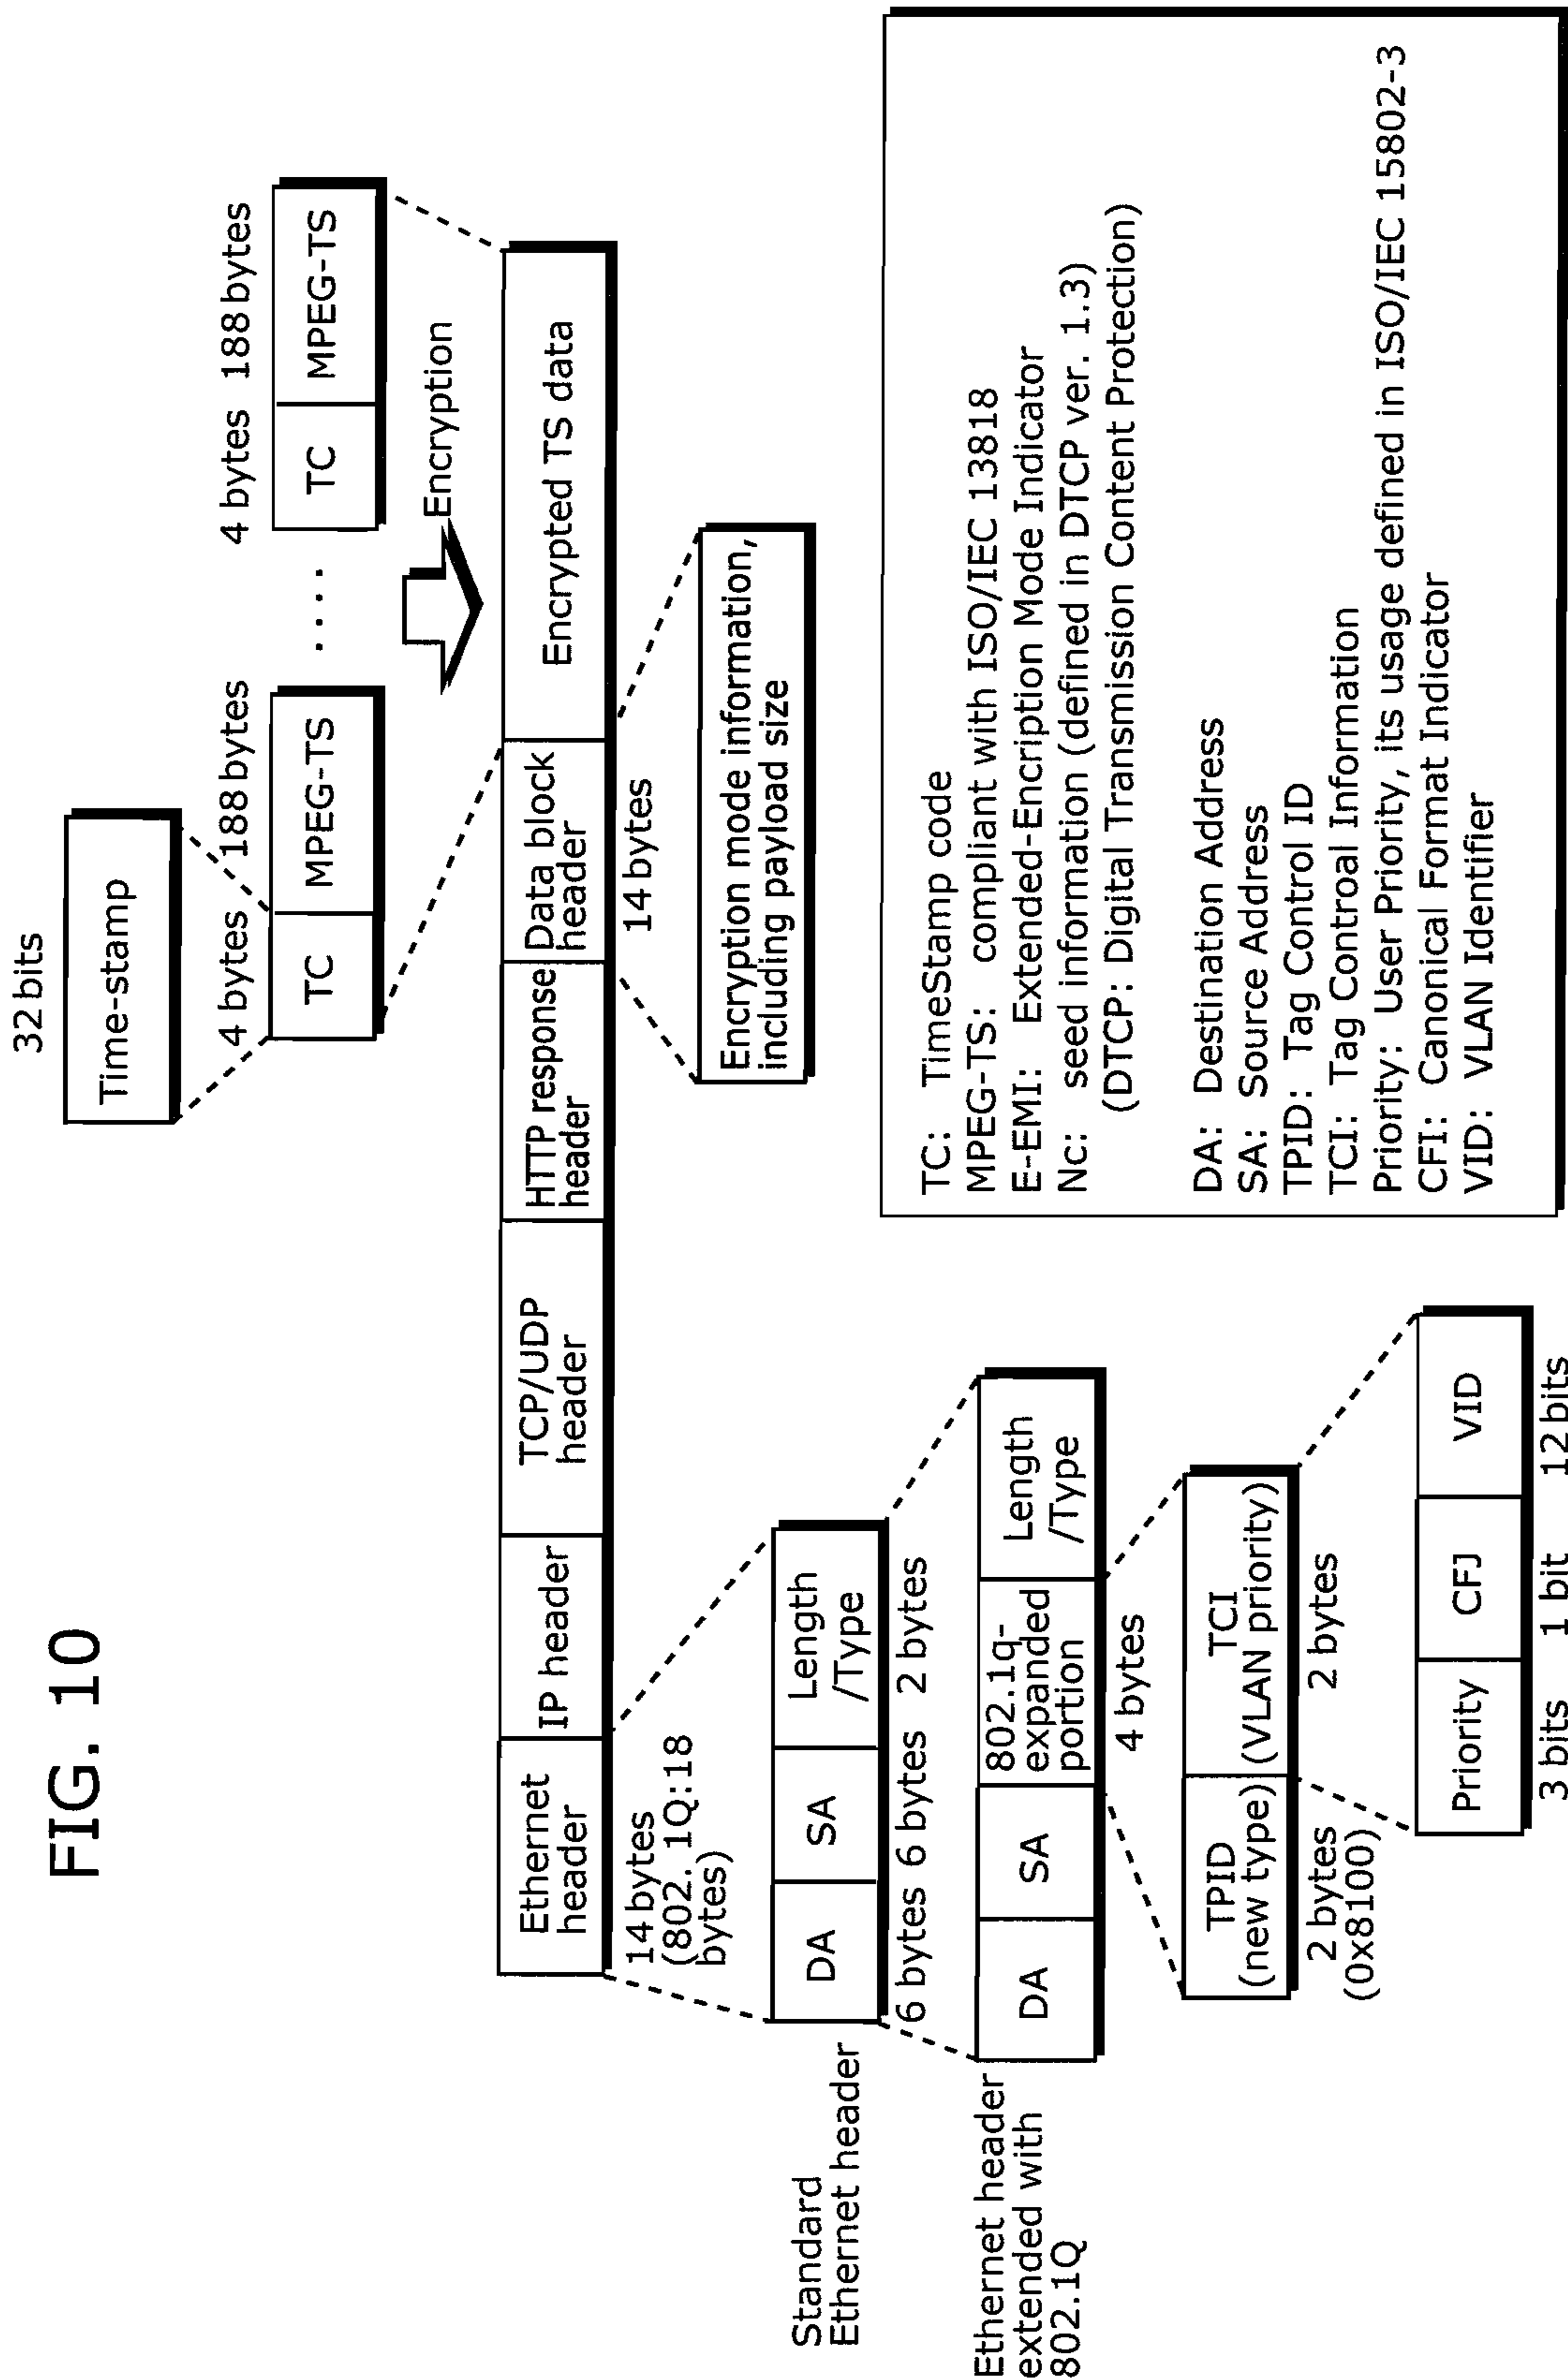 FIG. 10
32 bits
Time-stamp
4 bytes 188 bytes
TC MPEG-TS
....
4 bytes 188 bytes
TC MPEG-TS
Encryption
Ethernet
header
IP header
TCP/UDP
header
HTTP response
header
Data block
header
Encrypted TS data
14 bytes
(802. 1Q:18
bytes)
14 bytes
Encryption mode information,
including payload size
Standard
Ethernet header
DA SA Length
/Type
6 bytes 6 bytes 2 bytes
Ethernet header
extended with
802.1Q
DA SA 802.1q-
expanded
portion
Length
/Type
4 bytes
TPID
(new type)
TCI
(VLAN priority)
2 bytes
(0x8100)
2 bytes
Priority CFJ VID
3 bits 1 bit 12 bits
TC: TimeStamp code
MPEG-TS: compliant with ISO/IEC 13818
E-EMI: Extended-Encription Mode Indicator
Nc: seed information (defined in DTCP ver. 1.3)
(DTCP: Digital Transmission Content Protection)
DA: Destination Address
SA: Source Address
TPID: Tag Control ID
TCI: Tag Controal Information
Priority: User Priority, its usage defined in ISO/IEC 15802-3
CFI: Canonical Format Indicator
VID: VLAN Identifier